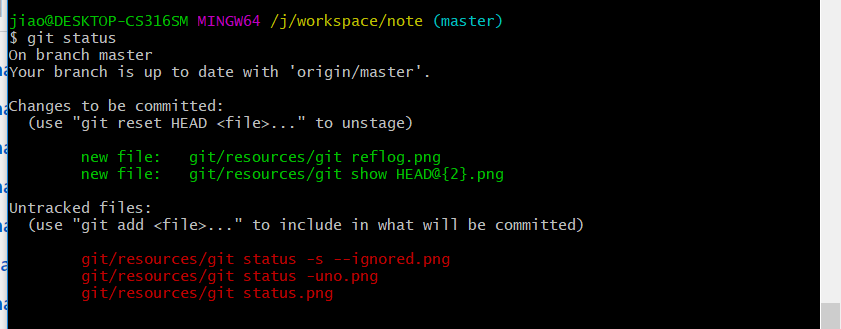 jiao@DESKTOP-CS316SM MINGW64 /j/workspace/note (master)
$ git status
On branch master
Your branch is up to date with 'origin/master'.
Changes to be committed:
  (use "git reset HEAD <file>..." to unstage)
        new file:   git/resources/git reflog.png
        new file:   git/resources/git show HEAD@{2}.png
Untracked files:
  (use "git add <file>..." to include in what will be committed)
        git/resources/git status -s --ignored.png
        git/resources/git status -uno.png
        git/resources/git status.png